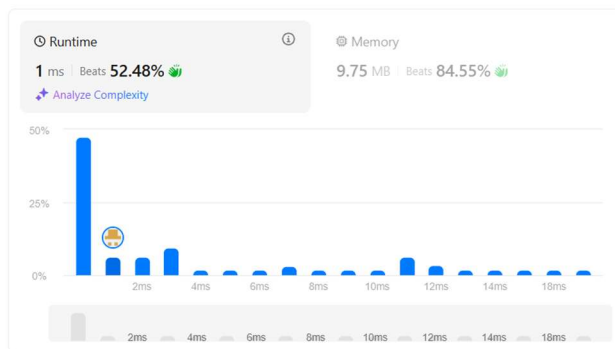 Runtime
1 ms | Beats 52.48%
Analyze Complexity
Memory
9.75 MB | Beats 84.55%
50%
25%
0%
2ms 4ms 6ms 8ms 10ms 12ms 14ms 18ms
2ms 4ms 6ms 8ms 10ms 12ms 14ms 18ms